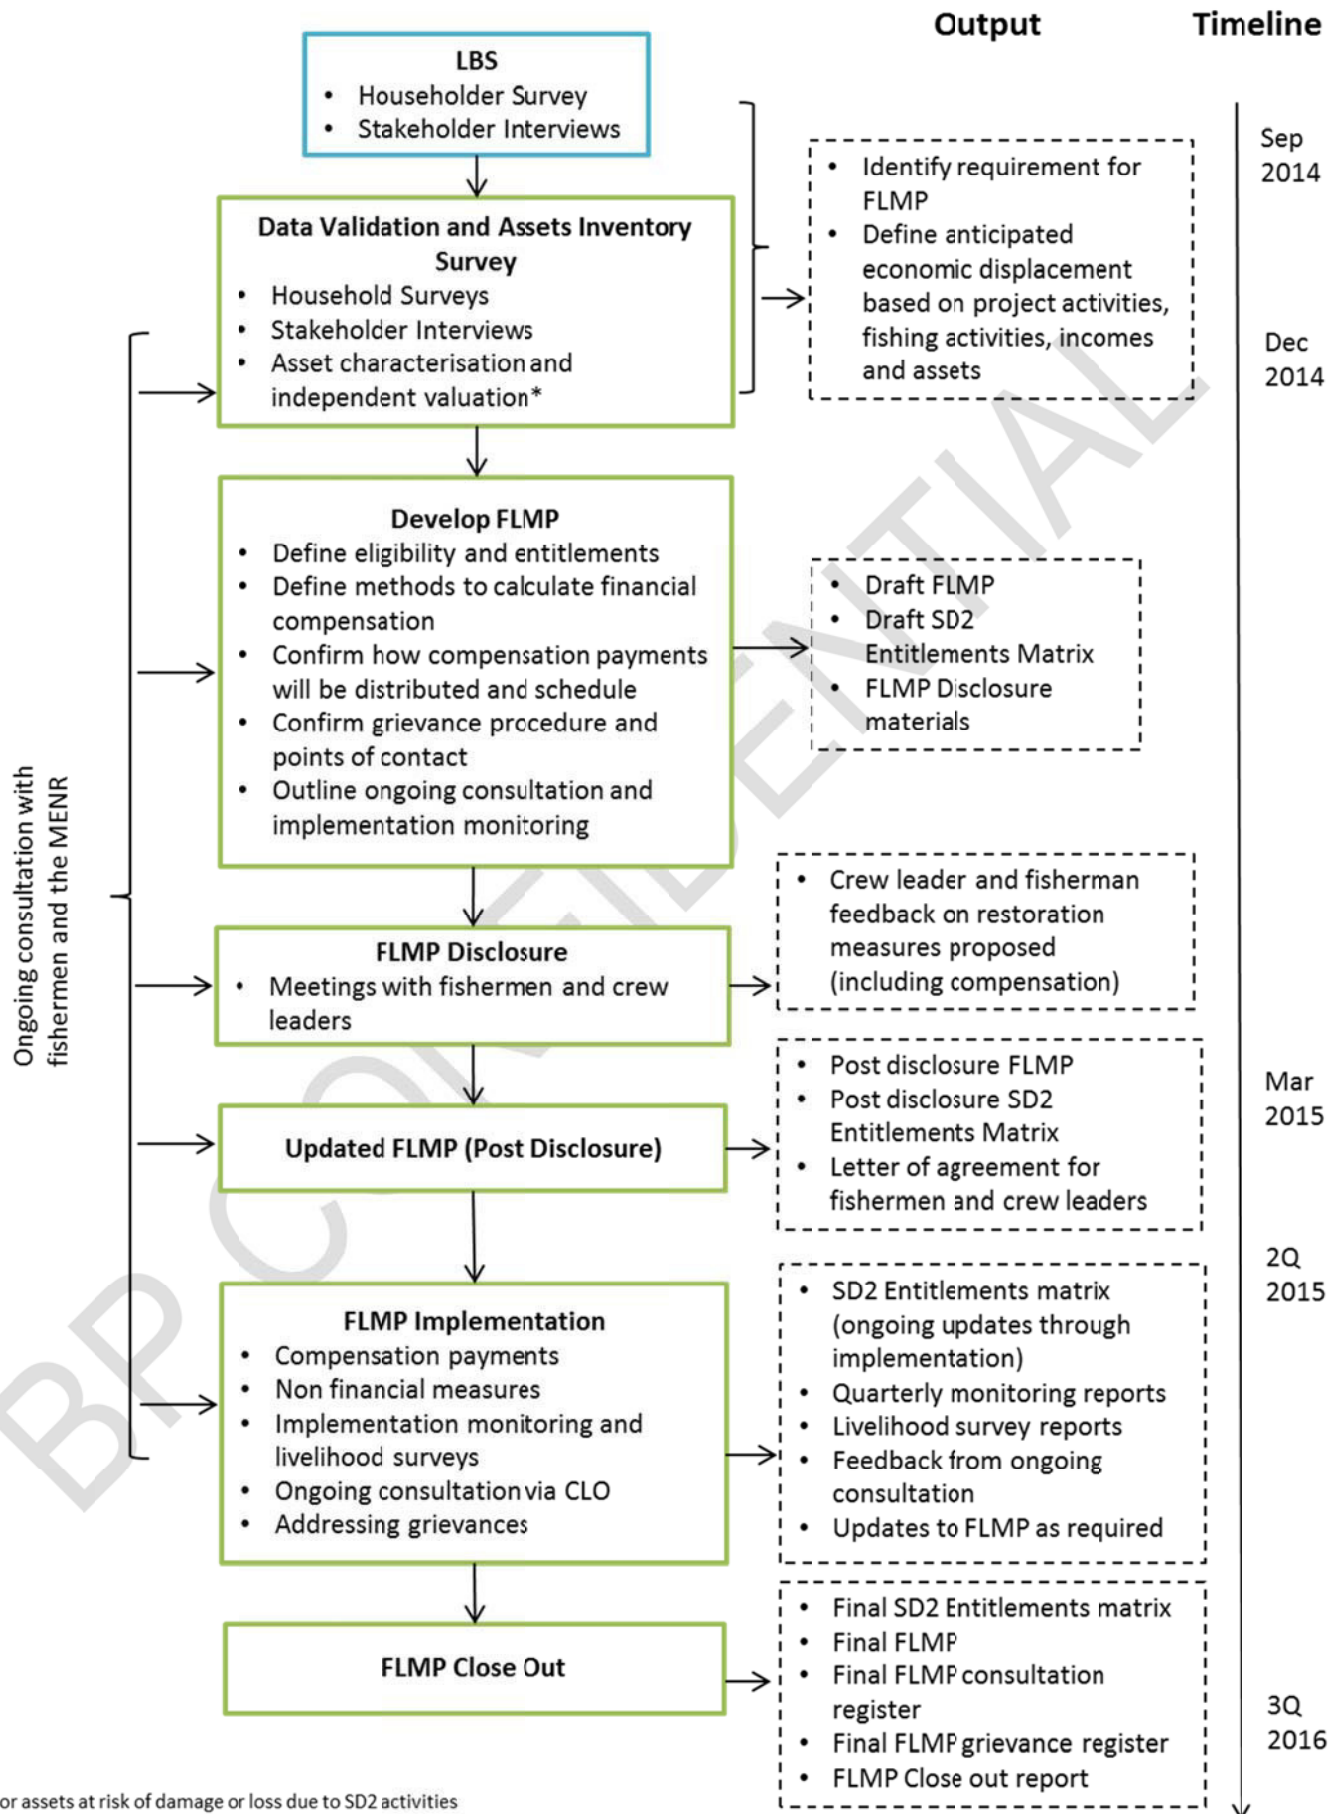 Output
Timeline
LBS
• Householder Survey
• Stakeholder Interviews
Data Validation and Assets Inventory
Survey
• Household Surveys
• Stakeholder Interviews
• Asset characterisation and
independent valuation*
• Identify requirement for
FLMP
• Define anticipated
economic displacement
based on project activities,
fishing activities, incomes
and assets
Sep
2014
Dec
2014
Develop FLMP
• Define eligibility and entitlements
• Define methods to calculate financial
compensation
• Confirm how compensation payments
will be distributed and schedule
• Confirm grievance procedure and
points of contact
• Outline ongoing consultation and
implementation monitoring
• Draft FLMP
• Draft SD2
Entitlements Matrix
• FLMP Disclosure
materials
Ongoing consultation with
fishermen and the MENR
FLMP Disclosure
• Meetings with fishermen and crew
leaders
• Crew leader and fisherman
feedback on restoration
measures proposed
(including compensation)
Updated FLMP (Post Disclosure)
• Post disclosure FLMP
• Post disclosure SD2
Entitlements Matrix
• Letter of agreement for
fishermen and crew leaders
Mar
2015
2Q
2015
FLMP Implementation
• Compensation payments
• Non financial measures
• Implementation monitoring and
livelihood surveys
• Ongoing consultation via CLO
• Addressing grievances
• SD2 Entitlements matrix
(ongoing updates through
implementation)
• Quarterly monitoring reports
• Livelihood survey reports
• Feedback from ongoing
consultation
• Updates to FLMP as required
FLMP Close Out
• Final SD2 Entitlements matrix
• Final FLMP
• Final FLMP consultation
register
• Final FLMP grievance register
• FLMP Close out report
3Q
2016
or assets at risk of damage or loss due to SD2 activities
BP CONFIDENTIAL